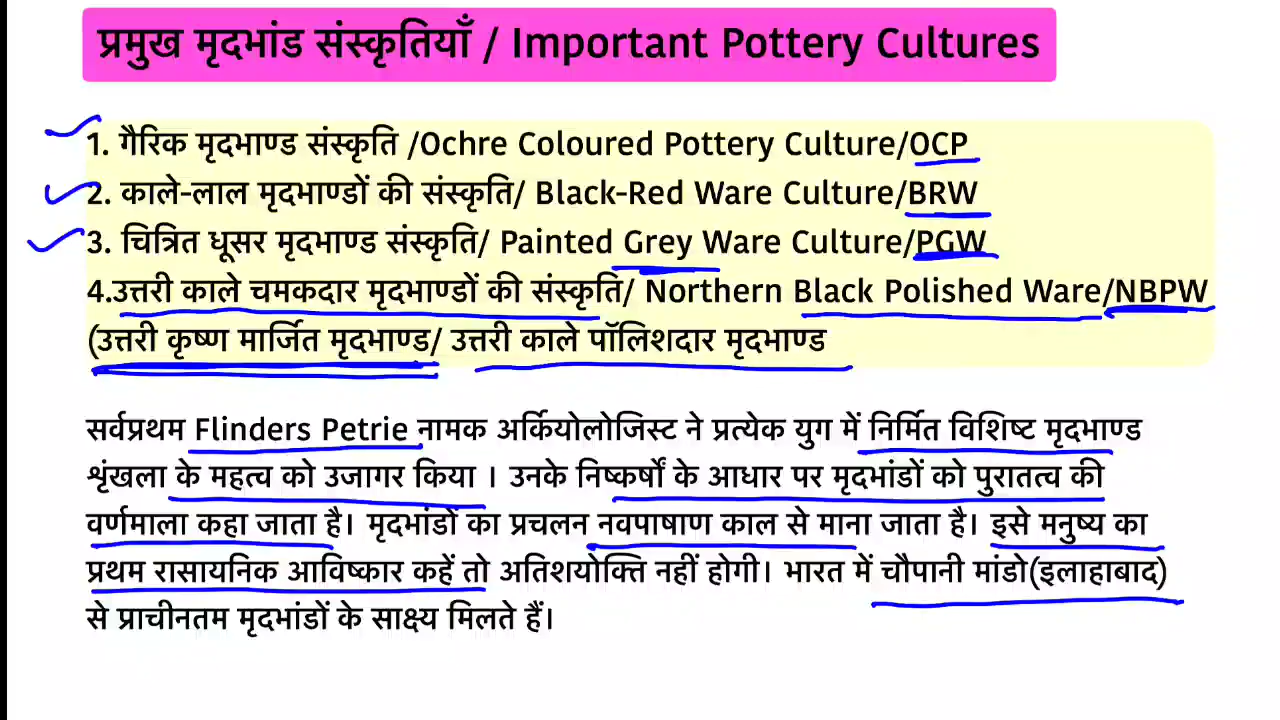 प्रमुख मृदभांड संस्कृतियाँ / Important Pottery Cultures
1. गैरिक मृदभाण्ड संस्कृति /Ochre Coloured Pottery Culture/OCP
2. काले-लाल मृदभाण्डों की संस्कृति/ Black-Red Ware Culture/BRW
3. चित्रित धूसर मृदभाण्ड संस्कृति/ Painted Grey Ware Culture/PGW
4.उत्तरी काले चमकदार मृदभाण्डों की संस्कृति/ Northern Black Polished Ware/NBPW
(उत्तरी कृष्ण मार्जित मृदभाण्ड/ उत्तरी काले पॉलिशदार मृदभाण्ड
सर्वप्रथम Flinders Petrie नामक अर्कियोलोजिस्ट ने प्रत्येक युग में निर्मित विशिष्ट मृदभाण्ड
शृंखला के महत्व को उजागर किया । उनके निष्कर्षों के आधार पर मृदभांडों को पुरातत्व की
वर्णमाला कहा जाता है। मृदभांडों का प्रचलन नवपाषाण काल से माना जाता है। इसे मनुष्य का
प्रथम रासायनिक आविष्कार कहें तो अतिशयोक्ति नहीं होगी। भारत में चौपानी मांडो(इलाहाबाद)
से प्राचीनतम मृदभांडों के साक्ष्य मिलते हैं।